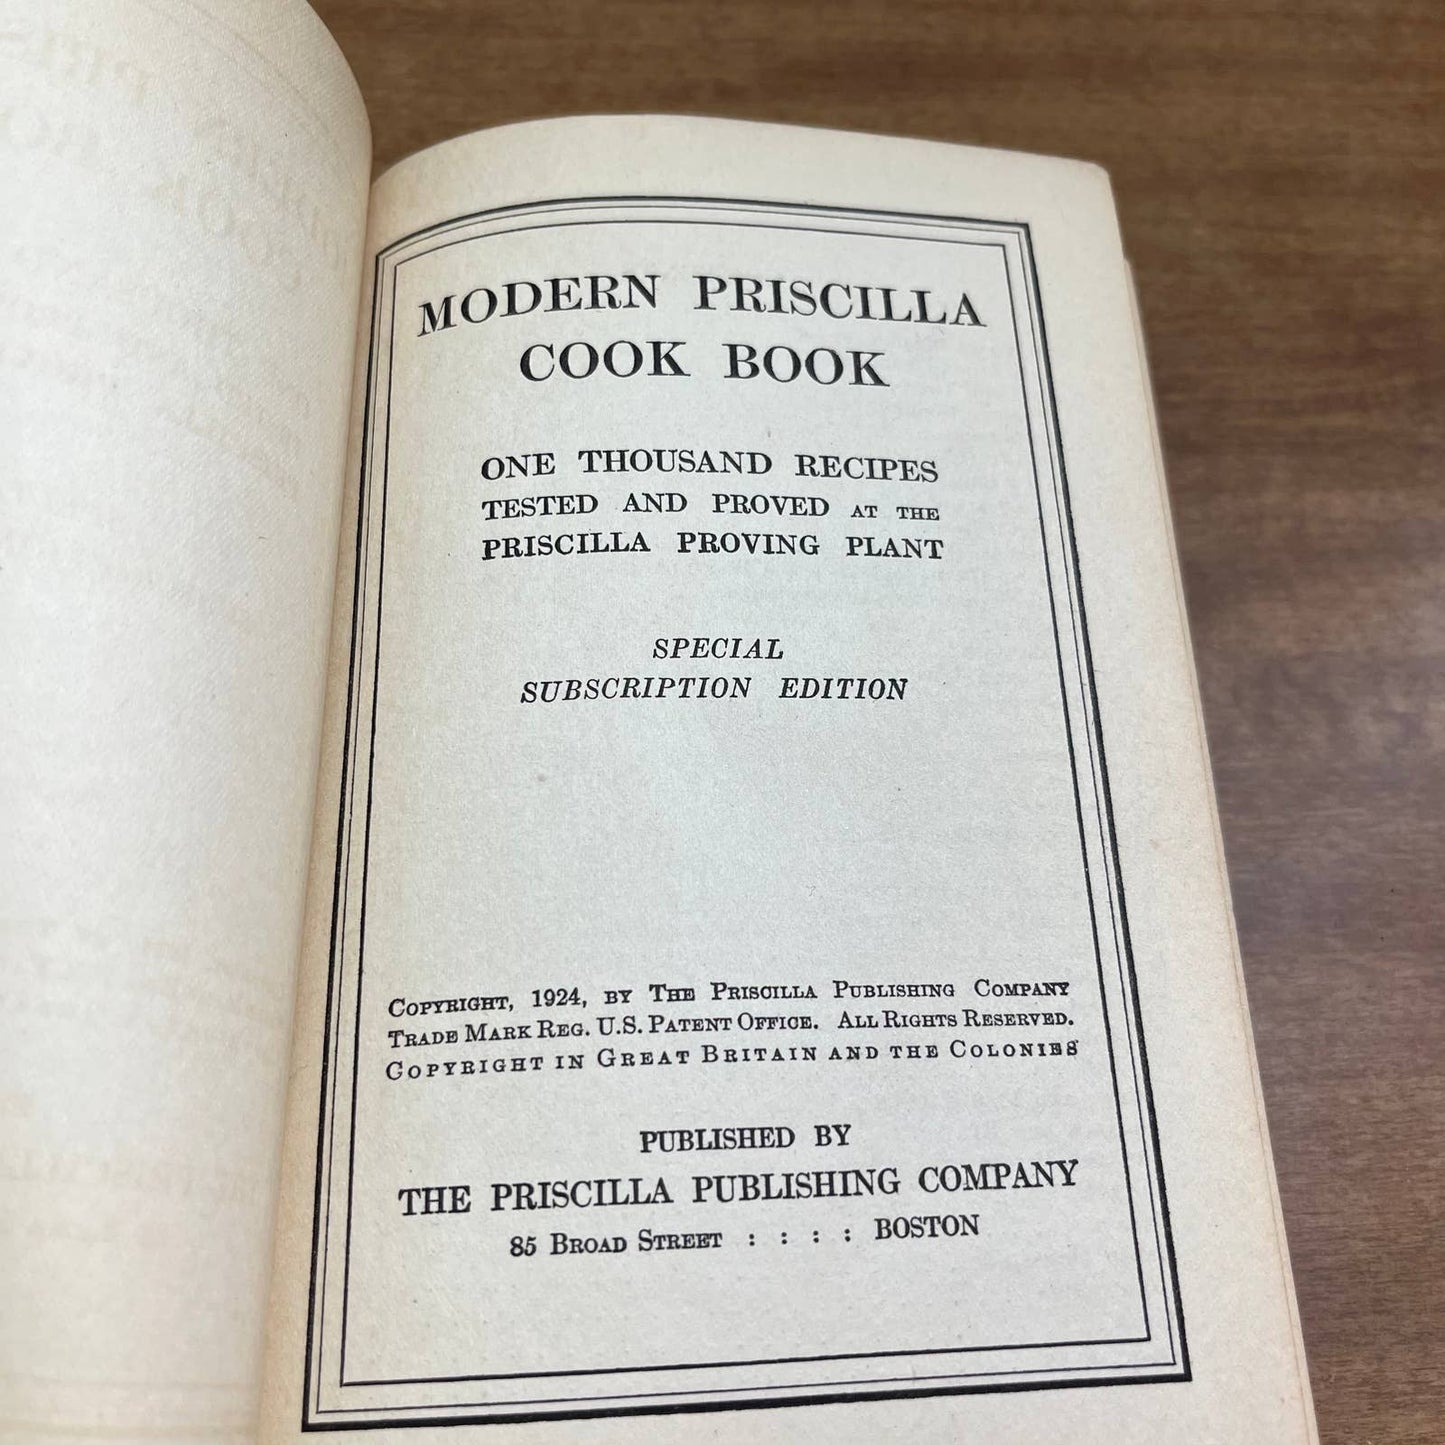 MODERN PRISCILLA
COOK BOOK
ONE THOUSAND RECIPES
TESTED AND PROVED AT THE
PRISCILLA PROVING PLANT
SPECIAL
SUBSCRIPTION EDITION
COPYRIGHT, 1924, BY THE PRISCILLA PUBLISHING COMPANY
TRADE MARK REG. U.S. PATENT OFFICE. ALL RIGHTS RESERVED.
COPYRIGHT IN GREAT BRITAIN AND THE COLONIES
PUBLISHED BY
THE PRISCILLA PUBLISHING COMPANY
85 BROAD STREET : : : : BOSTON